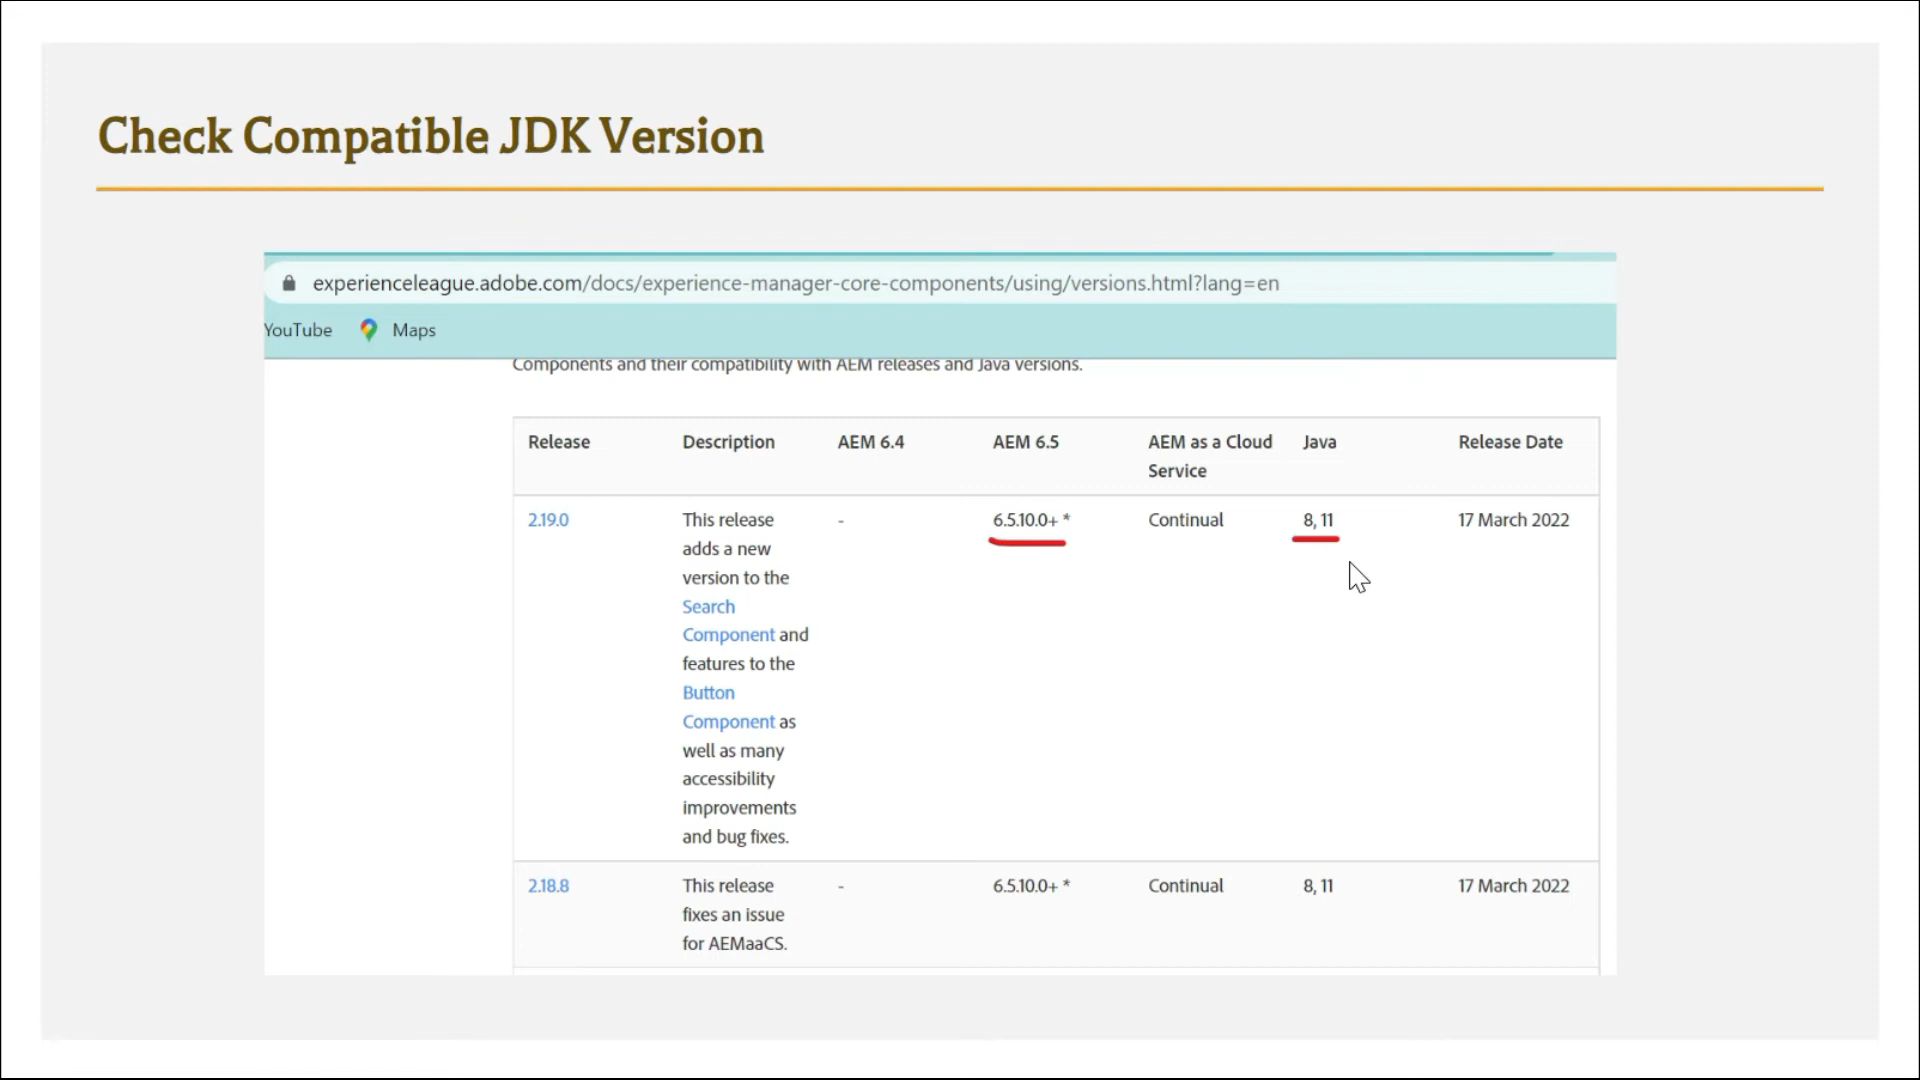 Check Compatible JDK Version
experienceleague.adobe.com/docs/experience-manager-core-components/using/versions.html?lang=en
YouTube Maps
Components and their compatibility with AEM releases and Java versions.
Release Description AEM 6.4 AEM 6.5 AEM as a Cloud Service Java Release Date
2.19.0 This release - 6.5.10.0+ * Continual 8, 11 17 March 2022
adds a new
version to the
Search
Component and
features to the
Button
Component as
well as many
accessibility
improvements
and bug fixes.
2.18.8 This release - 6.5.10.0+ * Continual 8, 11 17 March 2022
fixes an issue
for AEMaaCS.